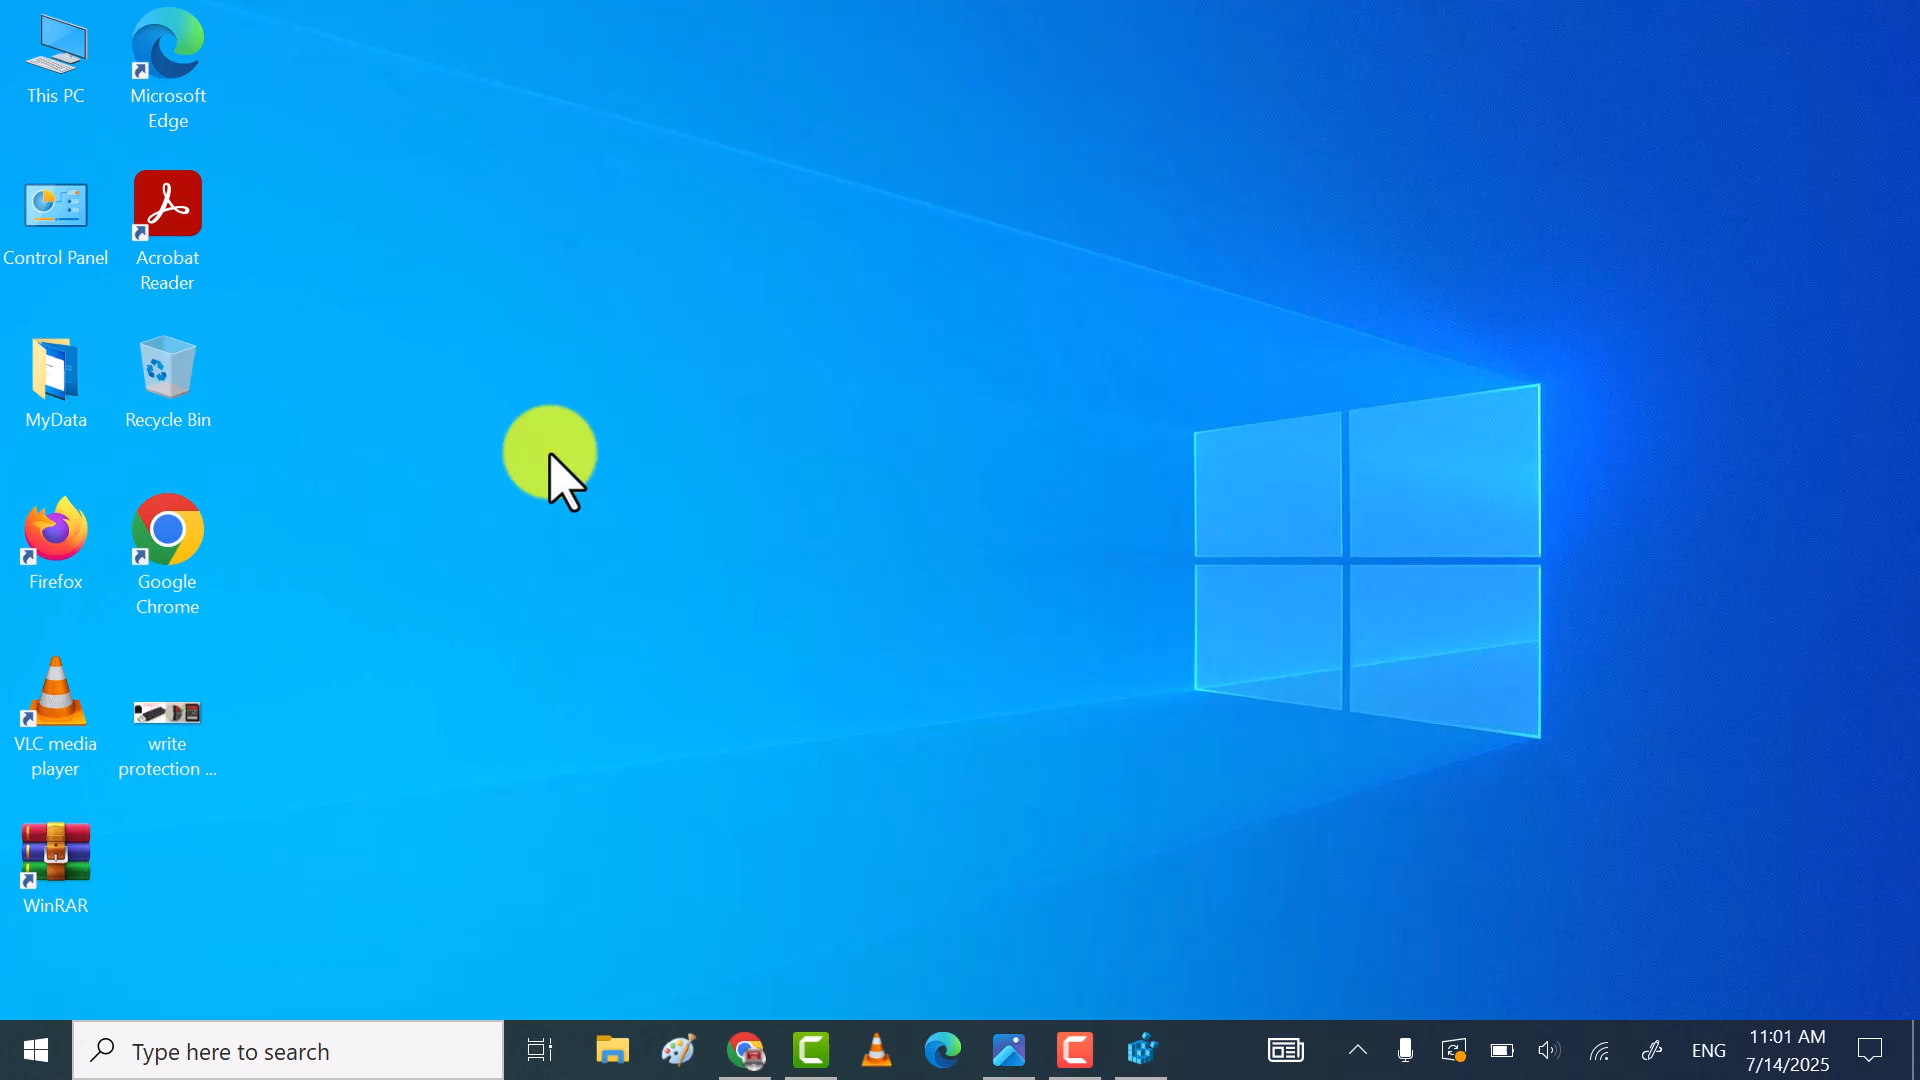 This PC
Microsoft
Edge
Control Panel
Acrobat
Reader
MyData
Recycle Bin
Firefox
Google
Chrome
VLC media
player
write
protection ...
WinRAR
Type here to search
ENG
11:01 AM
7/14/2025